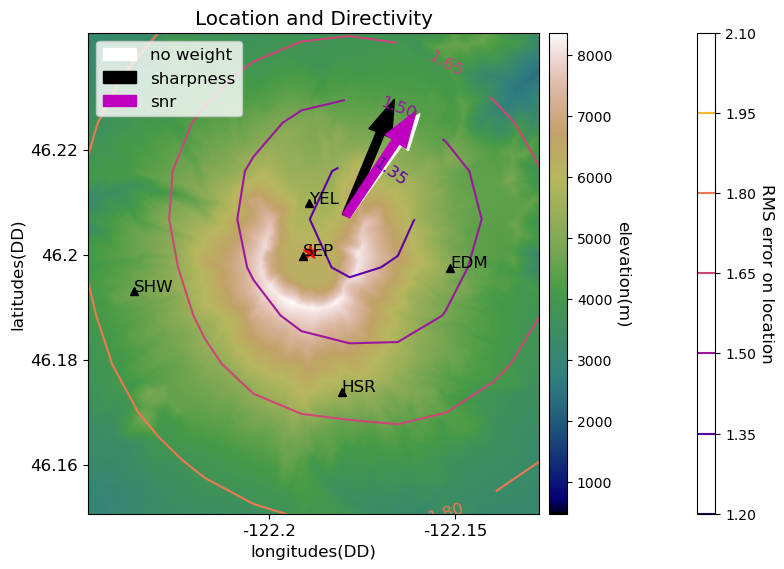 Location and Directivity
no weight
sharpness
snr
1.65
1.50
1.35
1.80
YEL
SEP
EDM
SHW
HSR
46.22
46.2
46.18
46.16
latitudes(DD)
-122.2
-122.15
longitudes(DD)
8000
7000
6000
5000
4000
3000
2000
1000
elevation(m)
2.10
1.95
1.80
1.65
1.50
1.35
1.20
RMS error on location